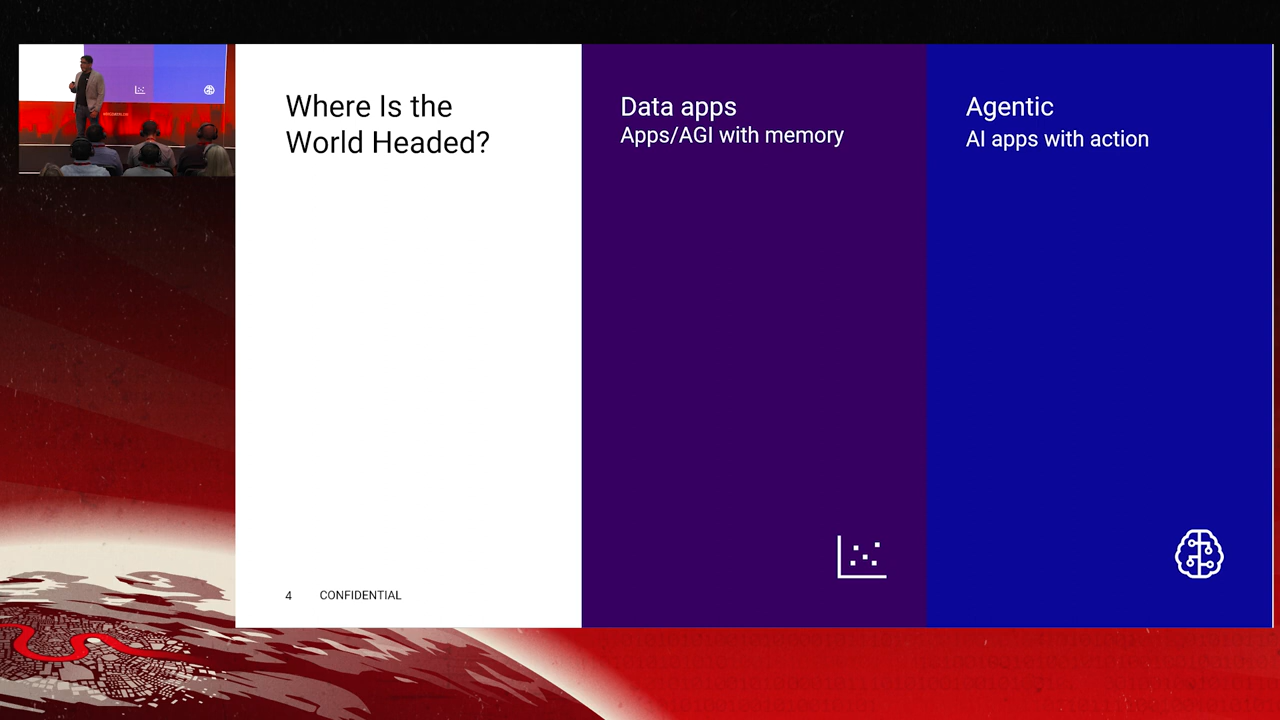 Where Is the
World Headed?
Data apps
Apps/AGI with memory
Agentic
AI apps with action
4 CONFIDENTIAL